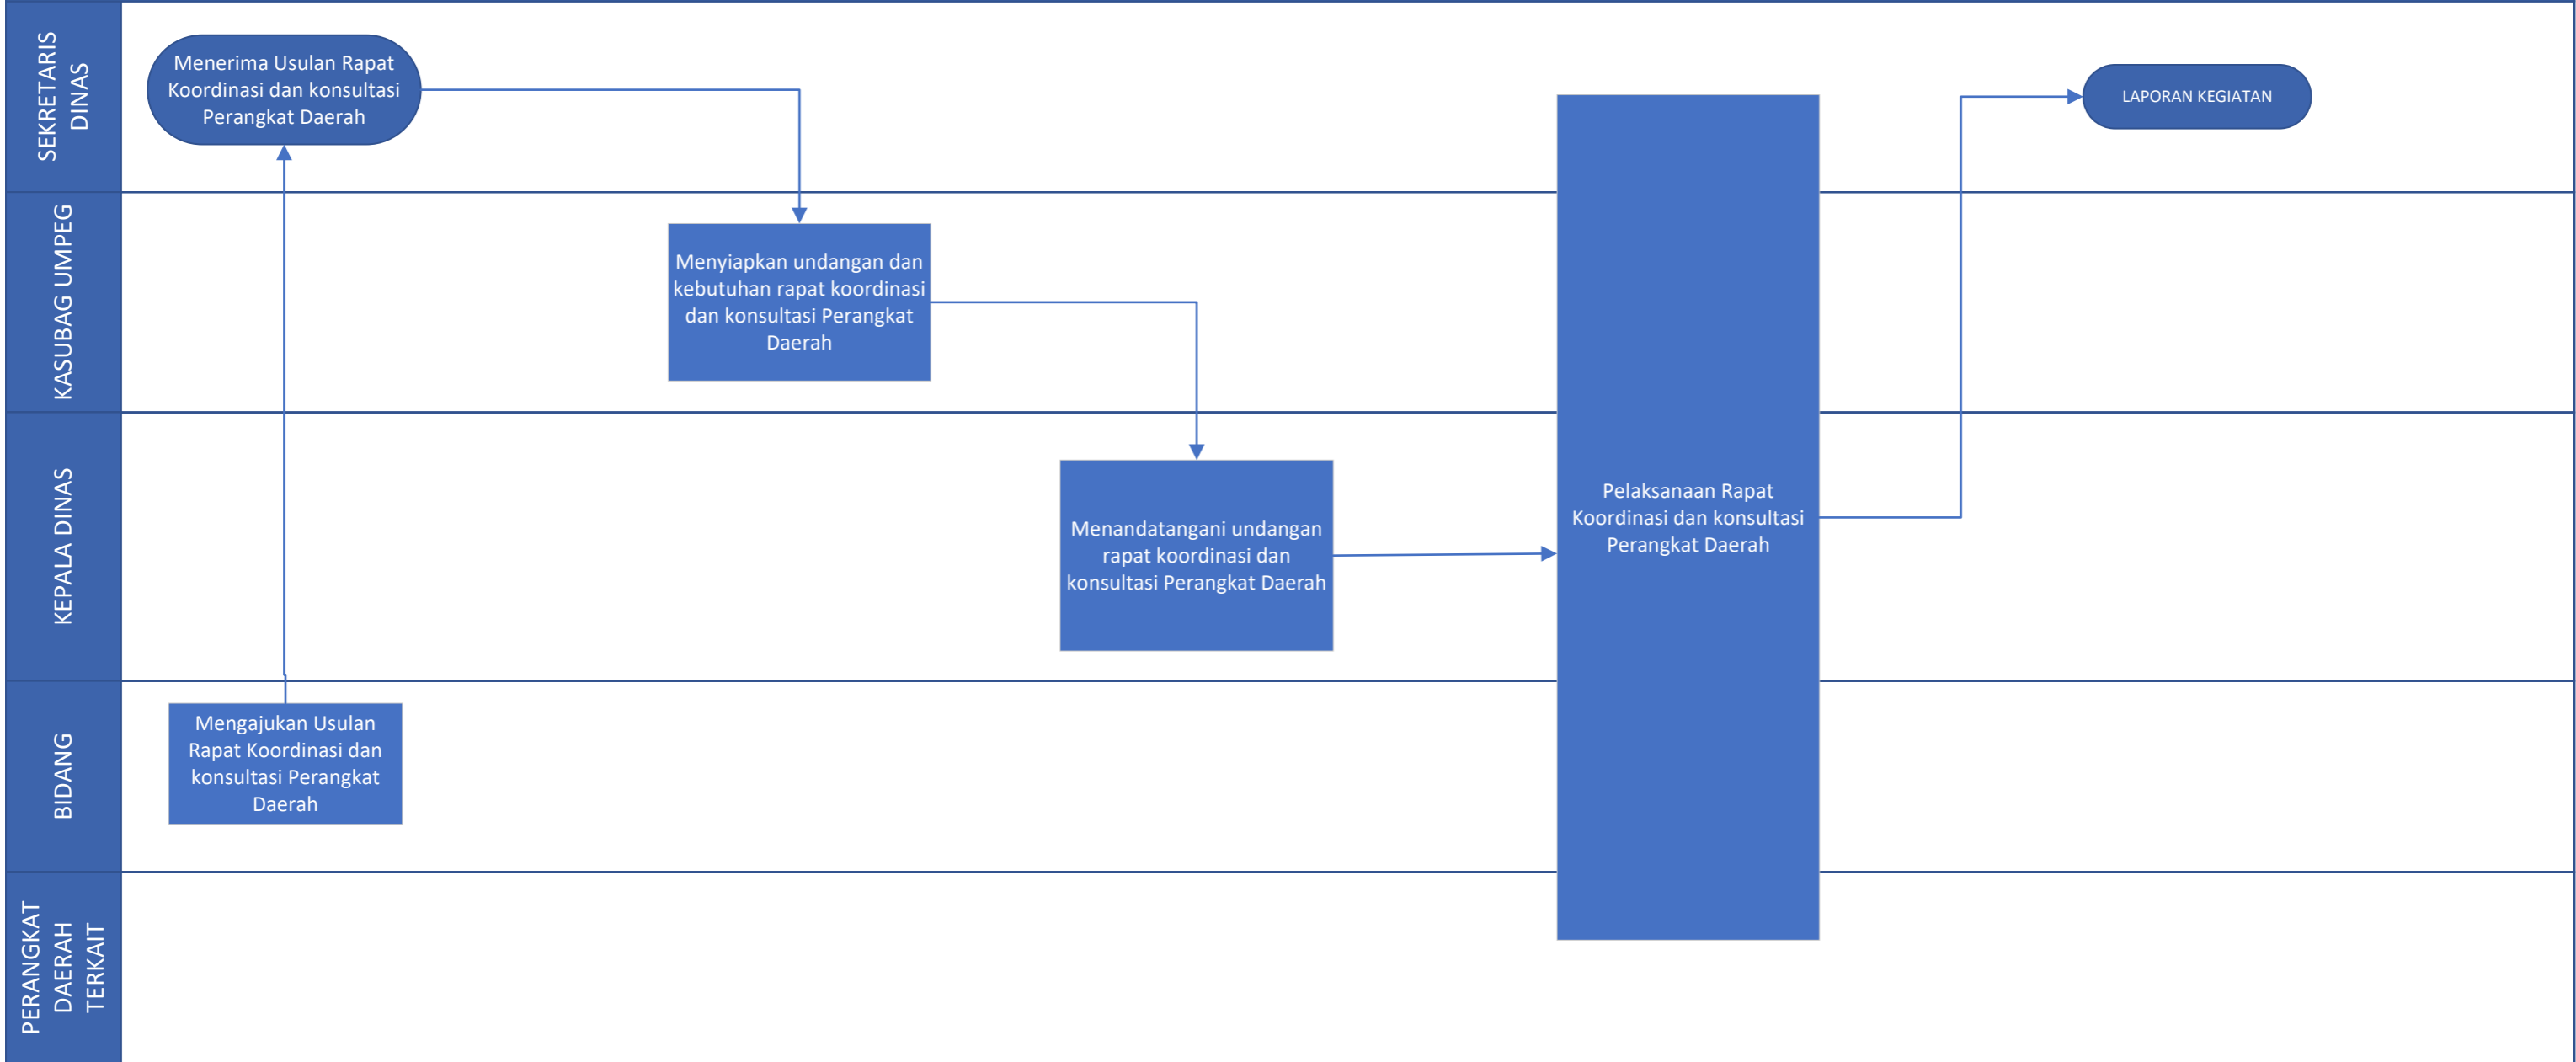 SEKRETARIS
DINAS
Menerima Usulan Rapat
Koordinasi dan konsultasi
Perangkat Daerah
LAPORAN KEGIATAN
KASUBAG UMPEG
Menyiapkan undangan dan
kebutuhan rapat koordinasi
dan konsultasi Perangkat
Daerah
KEPALA DINAS
Menandatangani undangan
rapat koordinasi dan
konsultasi Perangkat Daerah
Pelaksanaan Rapat
Koordinasi dan konsultasi
Perangkat Daerah
BIDANG
Mengajukan Usulan
Rapat Koordinasi dan
konsultasi Perangkat
Daerah
PERANGKAT
DAERAH
TERKAIT